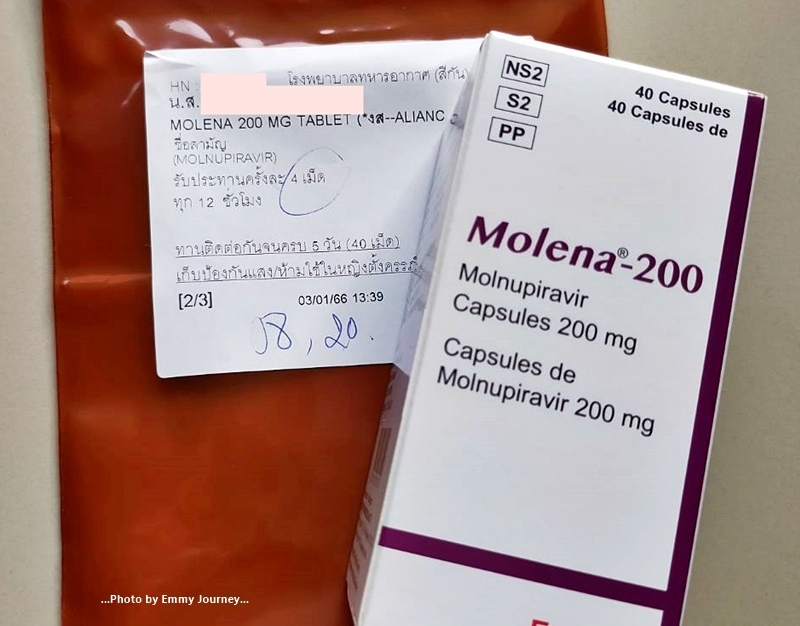 HN :
โรงพยาบาลทหารอากาศ (สีกัน)
น.ส.
MOLENA 200 MG TABLET (*งส--ALIANC
ชื่อสามัญ
(MOLNUPIRAVIR)
รับประทานครั้งละ 4 เม็ด
ทุก 12 ชั่วโมง
ทานติดต่อกันจนครบ 5 วัน (40 เม็ด)
เก็บป้องกันแสง/ห้ามใช้ในหญิงตั้งครรภ์
[2/3]
03/01/66 13:39
08, 20.
NS2
S2
PP
40 Capsules
40 Capsules de
Molena®-200
Molnupiravir
Capsules 200 mg
Capsules de
Molnupiravir 200 mg
...Photo by Emmy Journey...